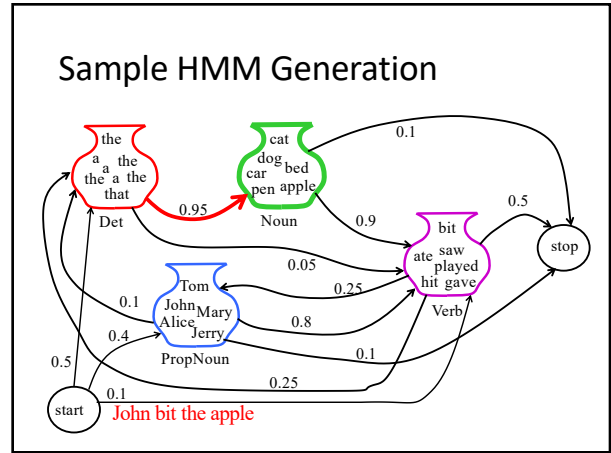 Sample HMM Generation
the
a
a
the
the
a
the
that
Det
0.95
cat
dog
car
bed
pen
apple
Noun
0.1
0.9
0.5
stop
bit
ate
saw
played
hit
gave
Verb
0.05
0.25
Tom
John
Mary
Alice
Jerry
PropNoun
0.1
0.8
0.1
0.5
0.4
0.1
0.25
start
John bit the apple